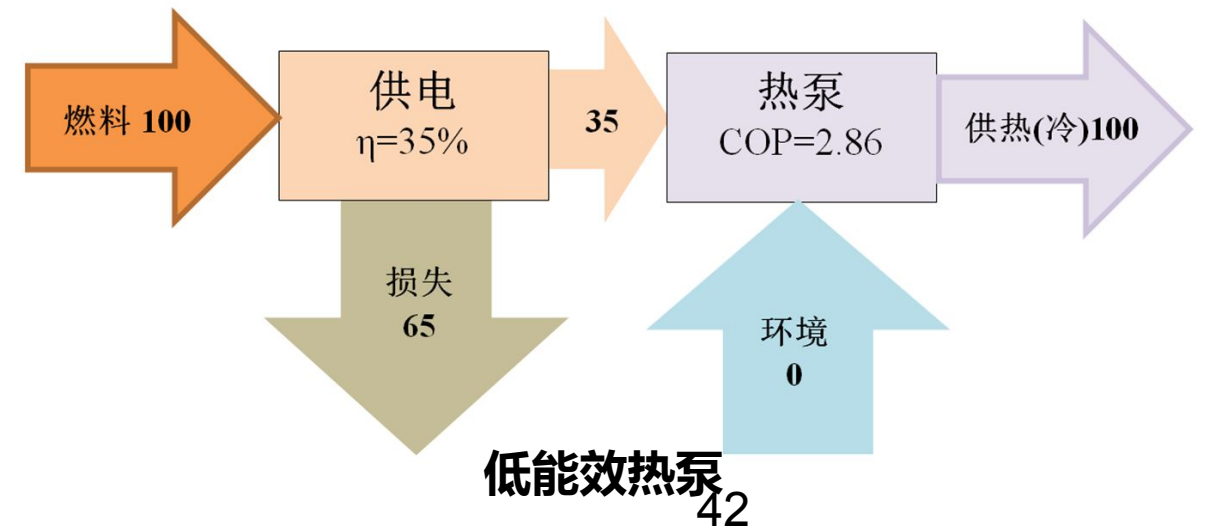 燃料 100
供电
η=35%
35
热泵
COP=2.86
供热(冷)100
损失
65
环境
0
低能效热泵
42